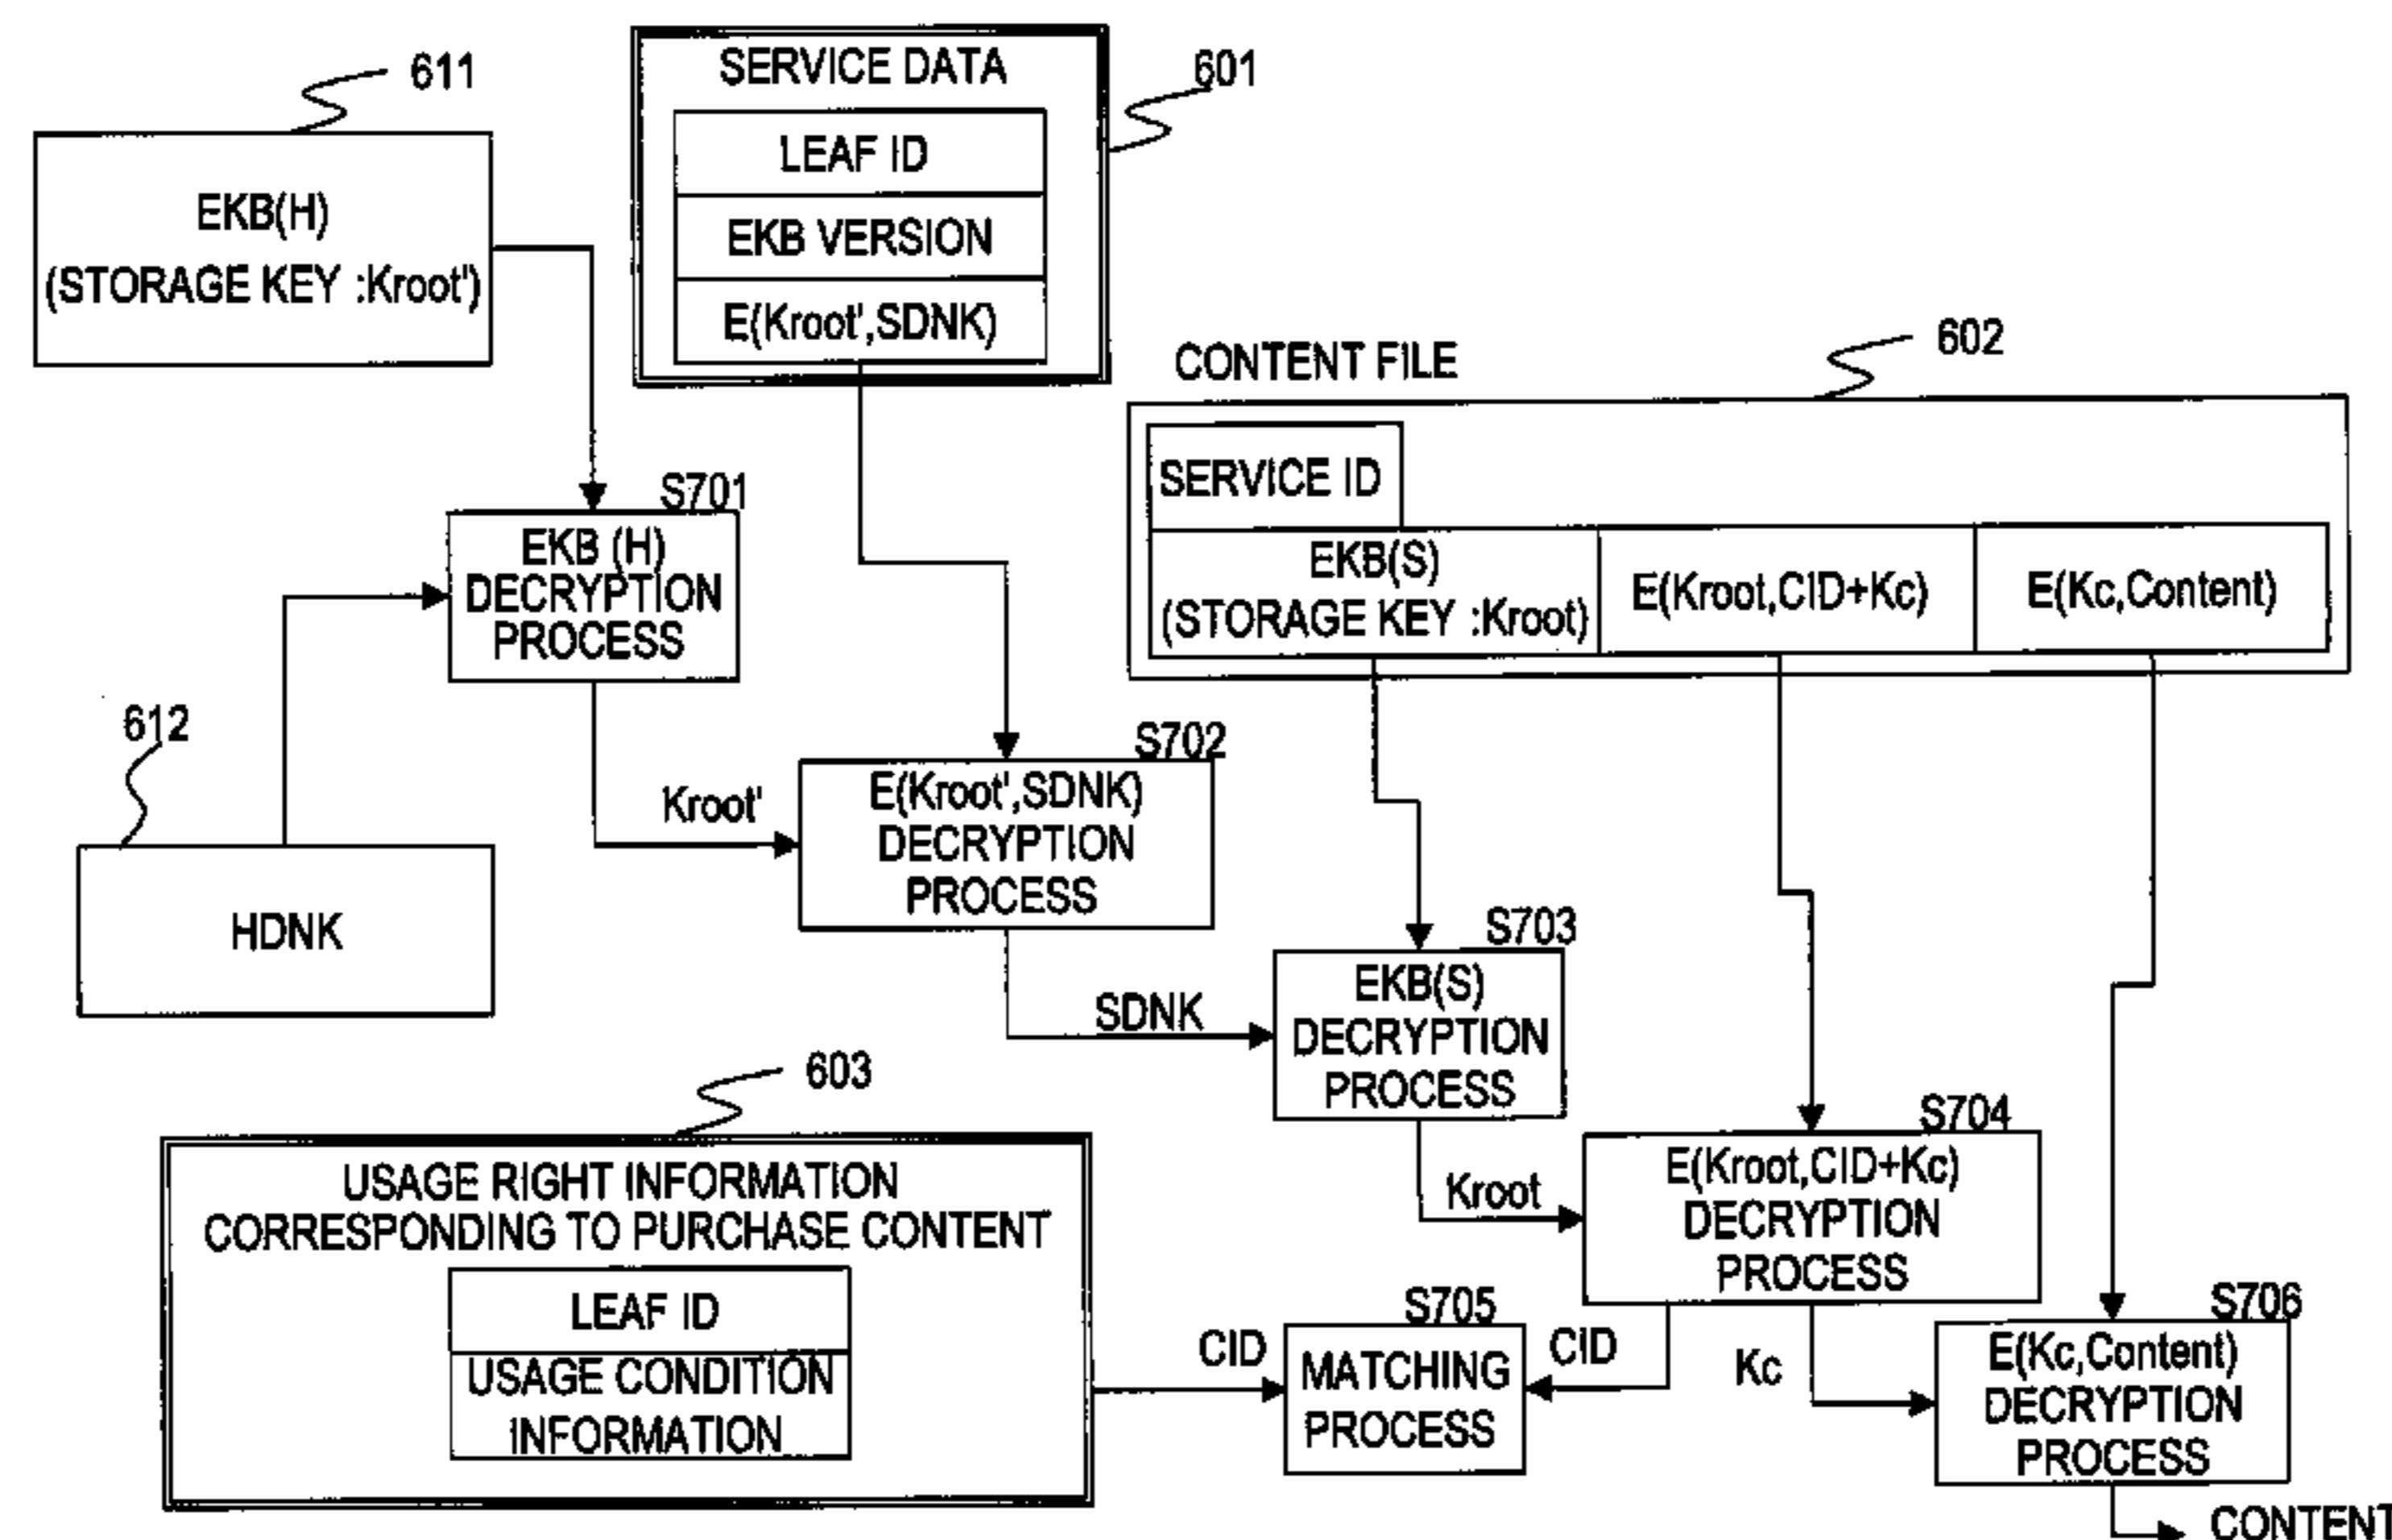 611
EKB(H)
(STORAGE KEY :Kroot')
SERVICE DATA
LEAF ID
EKB VERSION
E(Kroot',SDNK)
601
CONTENT FILE
602
SERVICE ID
EKB(S)
(STORAGE KEY :Kroot)
E(Kroot,CID+Kc)
E(Kc,Content)
S701
EKB (H)
DECRYPTION
PROCESS
612
HDNK
Kroot'
S702
E(Kroot',SDNK)
DECRYPTION
PROCESS
SDNK
S703
EKB(S)
DECRYPTION
PROCESS
603
USAGE RIGHT INFORMATION
CORRESPONDING TO PURCHASE CONTENT
LEAF ID
USAGE CONDITION
INFORMATION
Kroot
S704
E(Kroot,CID+Kc)
DECRYPTION
PROCESS
CID
S705
MATCHING
PROCESS
CID
Kc
S706
E(Kc,Content)
DECRYPTION
PROCESS
CONTENT